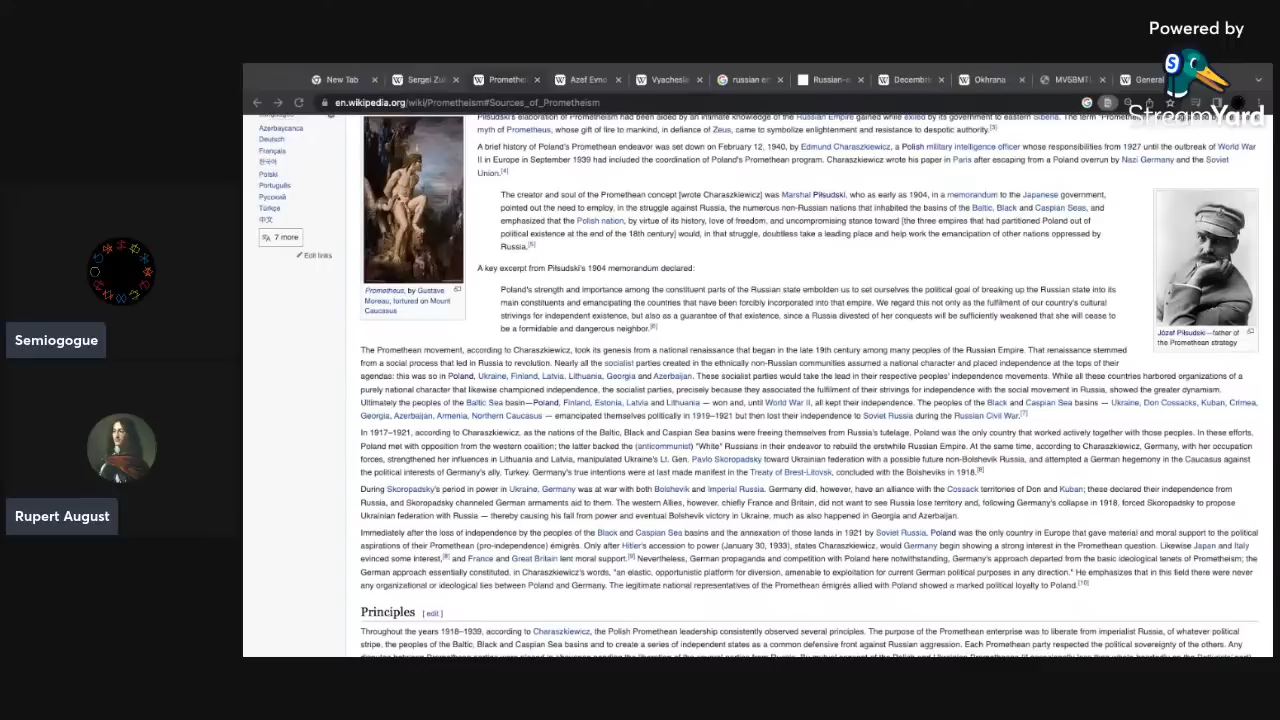 Powered by
S
StreamYard
New Tab
Sergei Zu
Promethe
Azef Evno
Vyachesla
russian en
Russian-e
Decembri
Okhrana
MV5BMT
General
en.wikipedia.org/wiki/Prometheism#Sources_of_Prometheism
Azərbaycanca
Deutsch
Français
한국어
Polski
Português
Русский
Türkçe
中文
7 more
Edit links
Semiogogue
Rupert August
Prometheus, by Gustave
Moreau; tortured on Mount
Caucasus
Piłsudski's elaboration of Prometheism had been aided by an intimate knowledge of the Russian Empire gained while exiled by its government to eastern Siberia. The term
myth of Prometheus, whose gift of fire to mankind, in defiance of Zeus, came to symbolize enlightenment and resistance to despotic authority.[3]
A brief history of Poland's Promethean endeavor was set down on February 12, 1940, by Edmund Charaszkiewicz, a Polish military intelligence officer whose responsibilities from 1927 until the outbreak of World War
II in Europe in September 1939 had included the coordination of Poland's Promethean program. Charaszkiewicz wrote his paper in Paris after escaping from a Poland overrun by Nazi Germany and the Soviet
Union.[4]
The creator and soul of the Promethean concept [wrote Charaszkiewicz] was Marshal Piłsudski, who as early as 1904, in a memorandum to the Japanese government,
pointed out the need to employ, in the struggle against Russia, the numerous non-Russian nations that inhabited the basins of the Baltic, Black and Caspian Seas, and
emphasized that the Polish nation, by virtue of its history, love of freedom, and uncompromising stance toward [the three empires that had partitioned Poland out of
political existence at the end of the 18th century] would, in that struggle, doubtless take a leading place and help work the emancipation of other nations oppressed by
Russia.[5]
A key excerpt from Piłsudski's 1904 memorandum declared:
Poland's strength and importance among the constituent parts of the Russian state embolden us to set ourselves the political goal of breaking up the Russian state into its
main constituents and emancipating the countries that have been forcibly incorporated into that empire. We regard this not only as the fulfilment of our country's cultural
strivings for independent existence, but also as a guarantee of that existence, since a Russia divested of her conquests will be sufficiently weakened that she will cease to
be a formidable and dangerous neighbor.[6]
Józef Piłsudski—father of
the Promethean strategy
The Promethean movement, according to Charaszkiewicz, took its genesis from a national renaissance that began in the late 19th century among many peoples of the Russian Empire. That renaissance stemmed
from a social process that led in Russia to revolution. Nearly all the socialist parties created in the ethnically non-Russian communities assumed a national character and placed independence at the tops of their
agendas: this was so in Poland, Ukraine, Finland, Latvia, Lithuania, Georgia and Azerbaijan. These socialist parties would take the lead in their respective peoples' independence movements. While all these countries harbored organizations of a
purely national character that likewise championed independence, the socialist parties, precisely because they associated the fulfilment of their strivings for independence with the social movement in Russia, showed the greater dynamism.
Ultimately the peoples of the Baltic Sea basin—Poland, Finland, Estonia, Latvia and Lithuania — won and, until World War II, all kept their independence. The peoples of the Black and Caspian Sea basins — Ukraine, Don Cossacks, Kuban, Crimea,
Georgia, Azerbaijan, Armenia, Northern Caucasus — emancipated themselves politically in 1919–1921 but then lost their independence to Soviet Russia during the Russian Civil War.[7]
In 1917–1921, according to Charaszkiewicz, as the nations of the Baltic, Black and Caspian Sea basins were freeing themselves from Russia's tutelage, Poland was the only country that worked actively together with those peoples. In these efforts,
Poland met with opposition from the western coalition; the latter backed the (anticommunist) "White" Russians in their endeavor to rebuild the erstwhile Russian Empire. At the same time, according to Charaszkiewicz, Germany, with her occupation
forces, strengthened her influences in Lithuania and Latvia, manipulated Ukraine's Lt. Gen. Pavlo Skoropadsky toward Ukrainian federation with a possible future non-Bolshevik Russia, and attempted a German hegemony in the Caucasus against
the political interests of Germany's ally, Turkey. Germany's true intentions were at last made manifest in the Treaty of Brest-Litovsk, concluded with the Bolsheviks in 1918.[8]
During Skoropadsky's period in power in Ukraine, Germany was at war with both Bolshevik and Imperial Russia. Germany did, however, have an alliance with the Cossack territories of Don and Kuban; these declared their independence from
Russia, and Skoropadsky channeled German armaments aid to them. The western Allies, however, chiefly France and Britain, did not want to see Russia lose territory and, following Germany's collapse in 1918, forced Skoropadsky to propose
Ukrainian federation with Russia — thereby causing his fall from power and eventual Bolshevik victory in Ukraine, much as also happened in Georgia and Azerbaijan.
Immediately after the loss of independence by the peoples of the Black and Caspian Sea basins and the annexation of those lands in 1921 by Soviet Russia, Poland was the only country in Europe that gave material and moral support to the political
aspirations of their Promethean (pro-independence) émigrés. Only after Hitler's accession to power (January 30, 1933), states Charaszkiewicz, would Germany begin showing a strong interest in the Promethean question. Likewise Japan and Italy
evinced some interest,[8] and France and Great Britain lent moral support.[9] Nevertheless, German propaganda and competition with Poland here notwithstanding, Germany's approach departed from the basic ideological tenets of Prometheism; the
German approach essentially constituted, in Charaszkiewicz's words, "an elastic, opportunistic platform for diversion, amenable to exploitation for current German political purposes in any direction." He emphasizes that in this field there were never
any organizational or ideological ties between Poland and Germany. The legitimate national representatives of the Promethean émigrés allied with Poland showed a marked political loyalty to Poland.[10]
Principles [ edit ]
Throughout the years 1918–1939, according to Charaszkiewicz, the Polish Promethean leadership consistently observed several principles. The purpose of the Promethean enterprise was to liberate from imperialist Russia, of whatever political
stripe, the peoples of the Baltic, Black and Caspian Sea basins and to create a series of independent states as a common defensive front against Russian aggression. Each Promethean party respected the political sovereignty of the others. Any